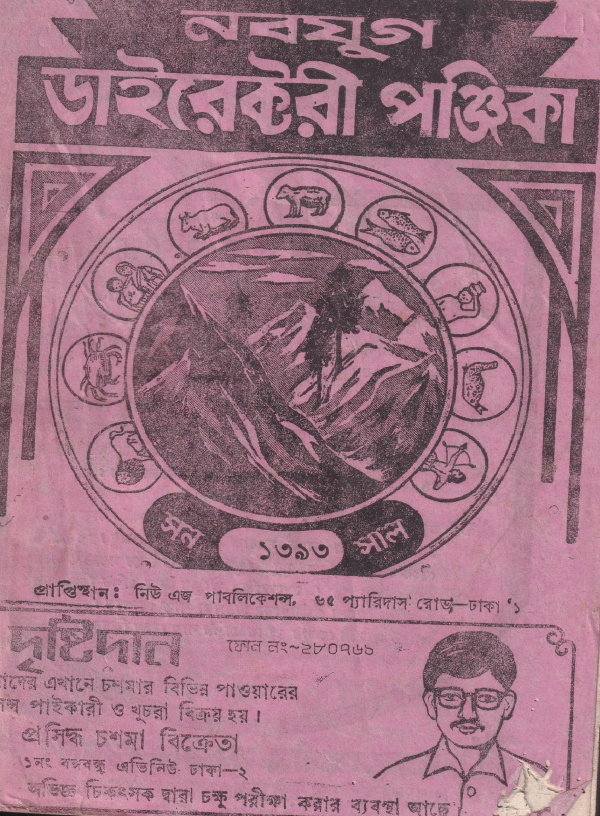 নবযুগ
ডাইরেক্টরী পঞ্জিকা
সন ১৩৯৩ সাল
প্রাপ্তিস্থান: নিউ এজ পাবলিকেশন্স, ৬৫ প্যারিদাস রোড—ঢাকা ১
দৃষ্টিদান
ফোন নং~২৮০৭৬১
এখানে চশমার বিভিন্ন পাওয়ারের
পাইকারী ও খুচরা বিক্রয় হয়।
প্রসিদ্ধ চশমা বিক্রেতা
১নং বঙ্গবন্ধু এভিনিউ ঢাকা—২
অভিজ্ঞ চিকিৎসক দ্বারা চক্ষু পরীক্ষা করার ব্যবস্থা আছে।